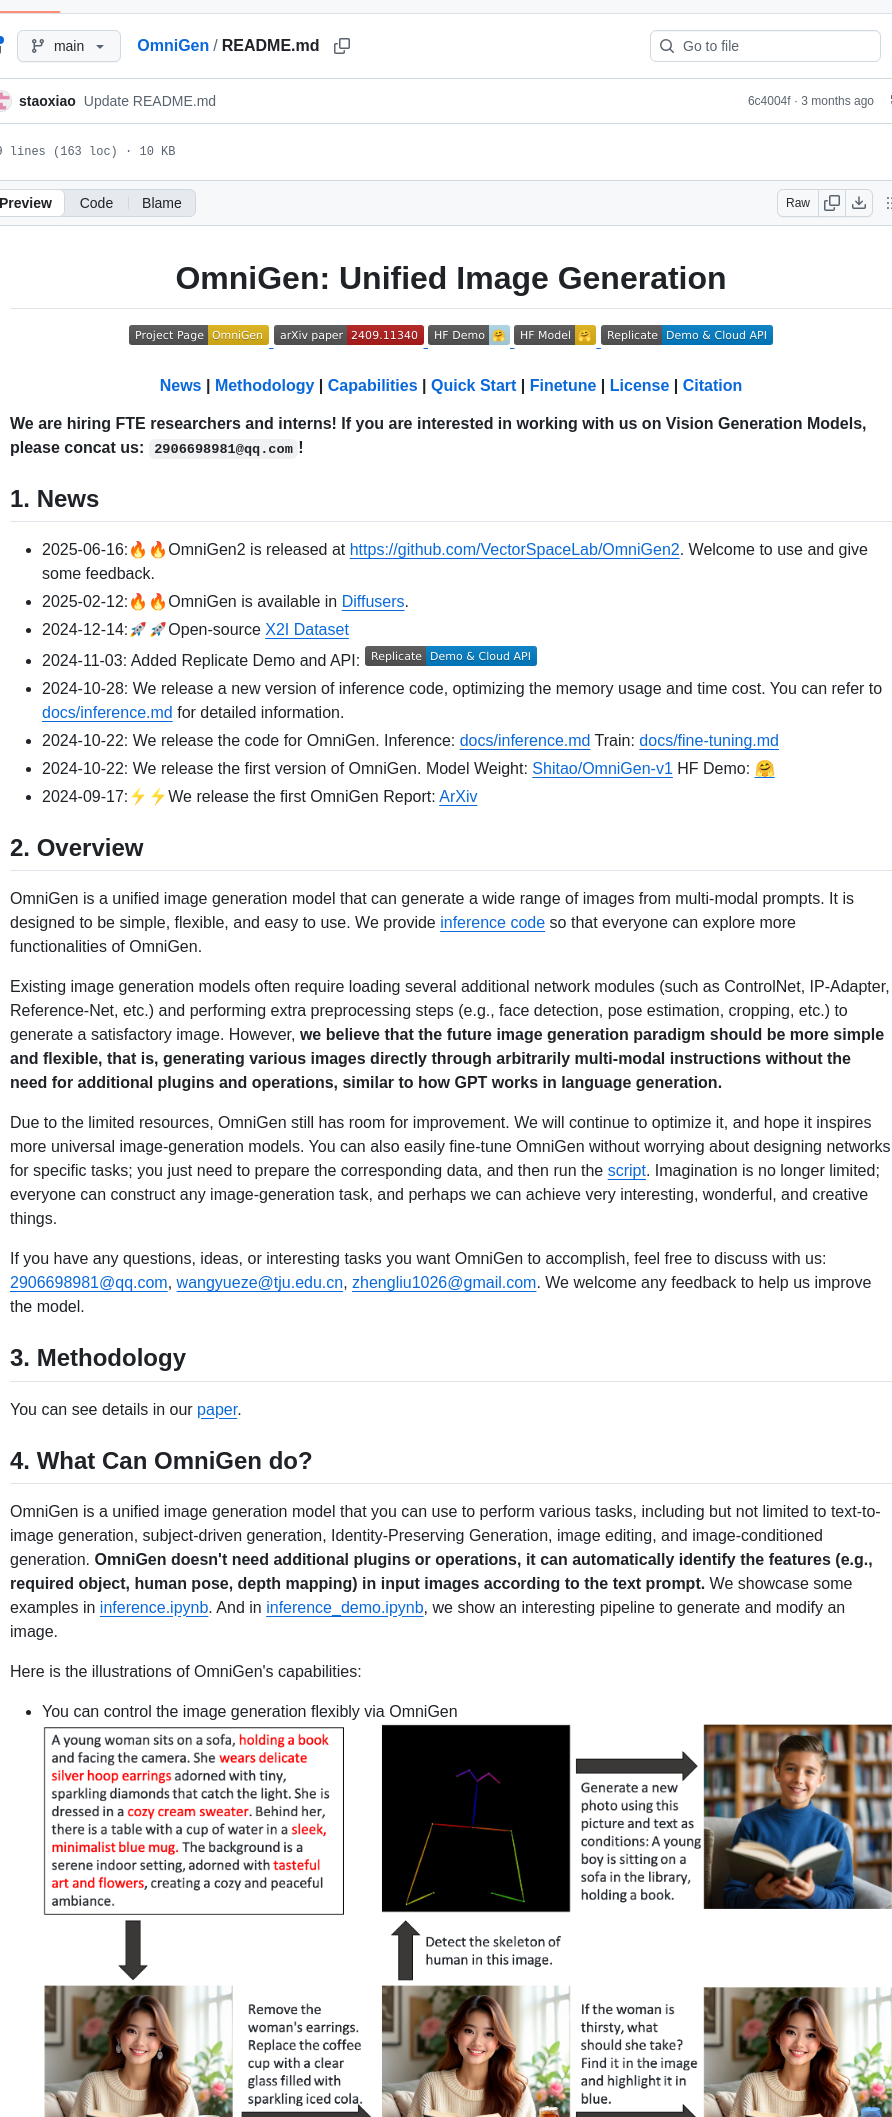 main
OmniGen / README.md
Go to file
staoxiao Update README.md
6c4004f · 3 months ago
lines (163 loc) · 10 KB
Preview
Code
Blame
Raw
OmniGen: Unified Image Generation
Project Page OmniGen arXiv paper 2409.11340 HF Demo 🤗 HF Model 🤗 Replicate Demo & Cloud API
News | Methodology | Capabilities | Quick Start | Finetune | License | Citation
We are hiring FTE researchers and interns! If you are interested in working with us on Vision Generation Models,
please concat us: 2906698981@qq.com!
1. News
• 2025-06-16:🔥🔥OmniGen2 is released at https://github.com/VectorSpaceLab/OmniGen2. Welcome to use and give
some feedback.
• 2025-02-12:🔥🔥OmniGen is available in Diffusers.
• 2024-12-14:🚀🚀Open-source X2I Dataset
• 2024-11-03: Added Replicate Demo and API: Replicate Demo & Cloud API
• 2024-10-28: We release a new version of inference code, optimizing the memory usage and time cost. You can refer to
docs/inference.md for detailed information.
• 2024-10-22: We release the code for OmniGen. Inference: docs/inference.md Train: docs/fine-tuning.md
• 2024-10-22: We release the first version of OmniGen. Model Weight: Shitao/OmniGen-v1 HF Demo: 🤗
• 2024-09-17:⚡⚡We release the first OmniGen Report: ArXiv
2. Overview
OmniGen is a unified image generation model that can generate a wide range of images from multi-modal prompts. It is
designed to be simple, flexible, and easy to use. We provide inference code so that everyone can explore more
functionalities of OmniGen.
Existing image generation models often require loading several additional network modules (such as ControlNet, IP-Adapter,
Reference-Net, etc.) and performing extra preprocessing steps (e.g., face detection, pose estimation, cropping, etc.) to
generate a satisfactory image. However, we believe that the future image generation paradigm should be more simple
and flexible, that is, generating various images directly through arbitrarily multi-modal instructions without the
need for additional plugins and operations, similar to how GPT works in language generation.
Due to the limited resources, OmniGen still has room for improvement. We will continue to optimize it, and hope it inspires
more universal image-generation models. You can also easily fine-tune OmniGen without worrying about designing networks
for specific tasks; you just need to prepare the corresponding data, and then run the script. Imagination is no longer limited;
everyone can construct any image-generation task, and perhaps we can achieve very interesting, wonderful, and creative
things.
If you have any questions, ideas, or interesting tasks you want OmniGen to accomplish, feel free to discuss with us:
2906698981@qq.com, wangyueze@tju.edu.cn, zhengliu1026@gmail.com. We welcome any feedback to help us improve
the model.
3. Methodology
You can see details in our paper.
4. What Can OmniGen do?
OmniGen is a unified image generation model that you can use to perform various tasks, including but not limited to text-to-
image generation, subject-driven generation, Identity-Preserving Generation, image editing, and image-conditioned
generation. OmniGen doesn't need additional plugins or operations, it can automatically identify the features (e.g.,
required object, human pose, depth mapping) in input images according to the text prompt. We showcase some
examples in inference.ipynb. And in inference_demo.ipynb, we show an interesting pipeline to generate and modify an
image.
Here is the illustrations of OmniGen's capabilities:
• You can control the image generation flexibly via OmniGen
A young woman sits on a sofa, holding a book
and facing the camera. She wears delicate
silver hoop earrings adorned with tiny,
sparkling diamonds that catch the light. She is
dressed in a cozy cream sweater. Behind her,
there is a table with a cup of water in a sleek,
minimalist blue mug. The background is a
serene indoor setting, adorned with tasteful
art and flowers, creating a cozy and peaceful
ambiance.
Generate a new
photo using this
picture and text as
conditions: A young
boy is sitting on a
sofa in the library,
holding a book.
Detect the skeleton of
human in this image.
Remove the
woman's earrings.
Replace the coffee
cup with a clear
glass filled with
sparkling iced cola.
If the woman is
thirsty, what
should she take?
Find it in the image
and highlight it in
blue.